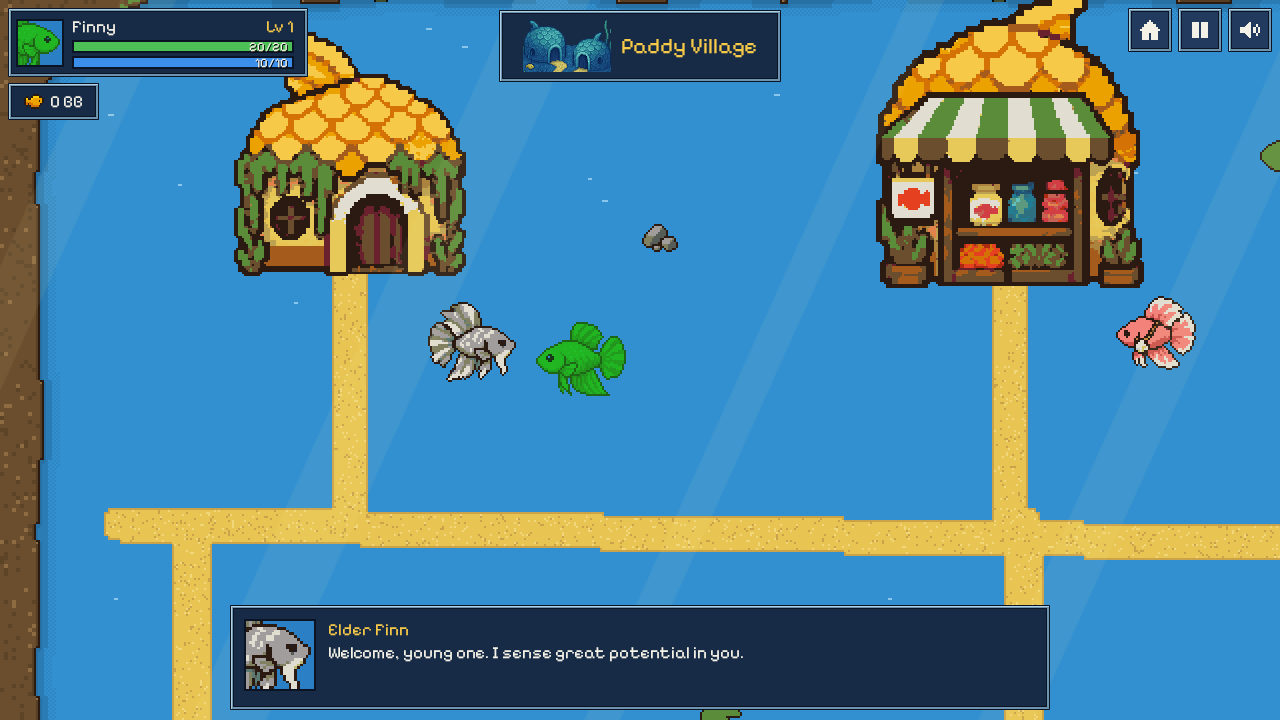 Finny Lv 1
20/20
10/10
0 GG
Paddy Village
Elder Finn
Welcome, young one. I sense great potential in you.